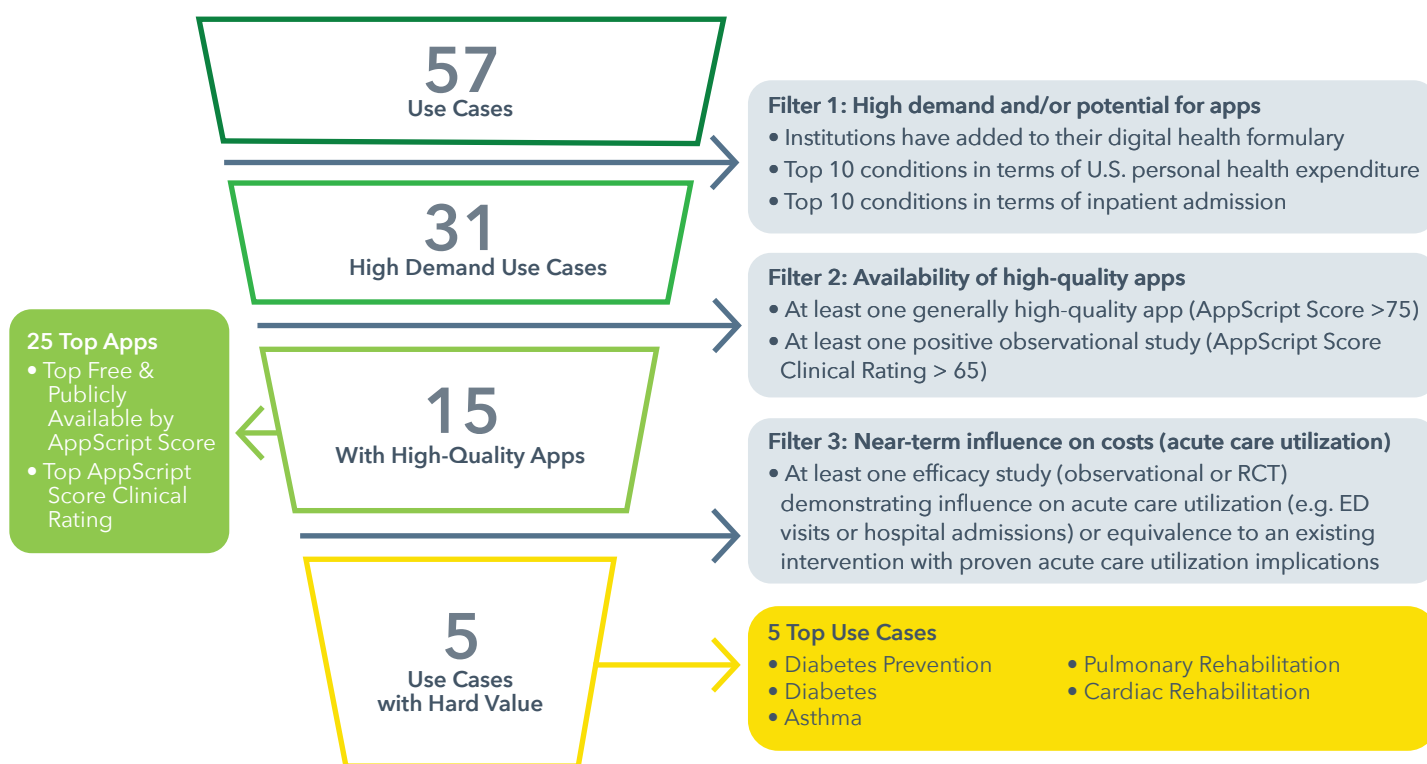 57
Use Cases
Filter 1: High demand and/or potential for apps
• Institutions have added to their digital health formulary
• Top 10 conditions in terms of U.S. personal health expenditure
• Top 10 conditions in terms of inpatient admission
31
High Demand Use Cases
Filter 2: Availability of high-quality apps
• At least one generally high-quality app (AppScript Score >75)
• At least one positive observational study (AppScript Score
Clinical Rating > 65)
25 Top Apps
• Top Free &
Publicly
Available by
AppScript Score
• Top AppScript
Score Clinical
Rating
15
With High-Quality Apps
Filter 3: Near-term influence on costs (acute care utilization)
• At least one efficacy study (observational or RCT)
demonstrating influence on acute care utilization (e.g. ED
visits or hospital admissions) or equivalence to an existing
intervention with proven acute care utilization implications
5
Use Cases
with Hard Value
5 Top Use Cases
• Diabetes Prevention
• Diabetes
• Asthma
• Pulmonary Rehabilitation
• Cardiac Rehabilitation